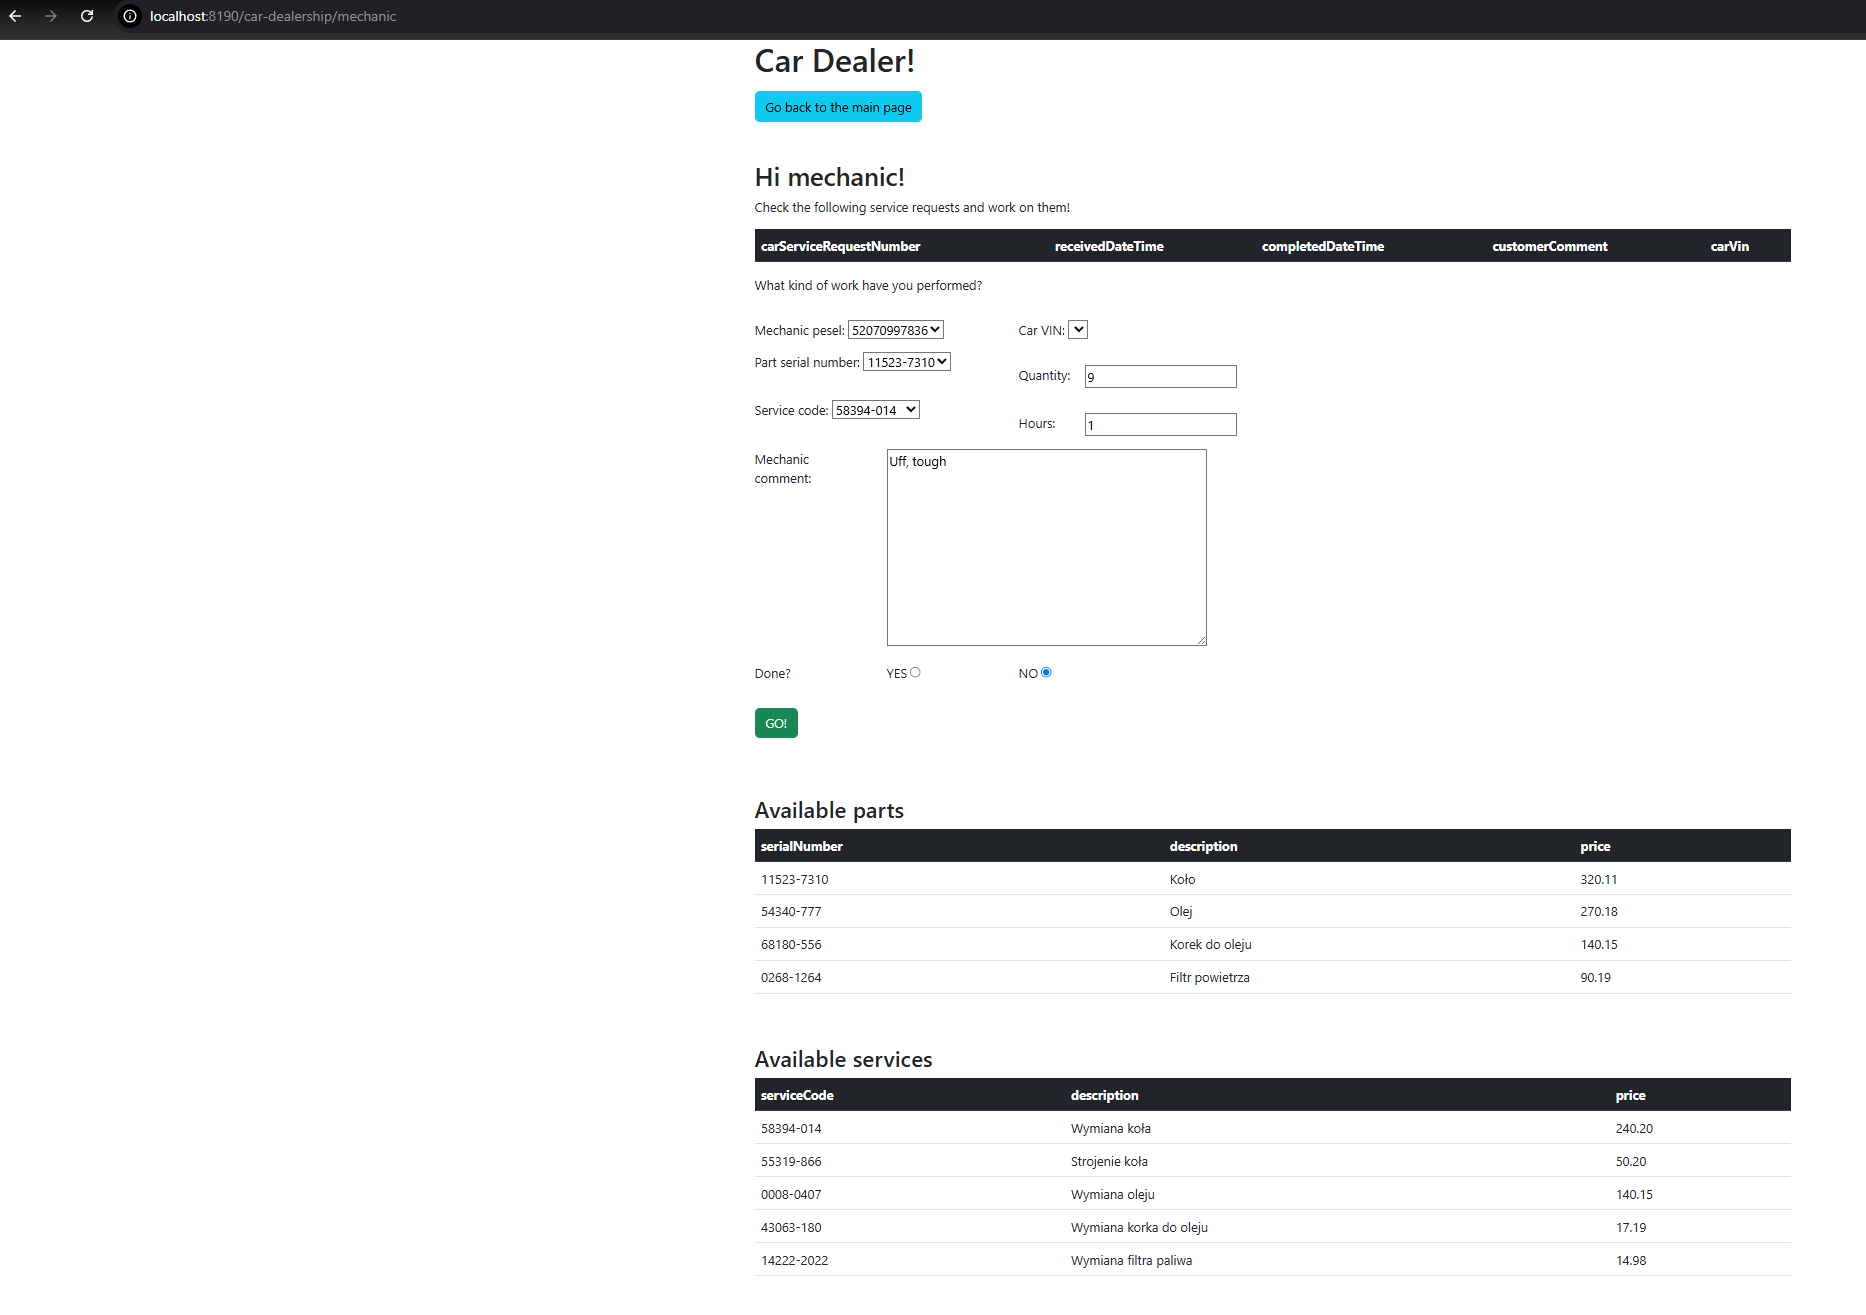 localhost:8190/car-dealership/mechanic
Car Dealer!
Go back to the main page
Hi mechanic!
Check the following service requests and work on them!
carServiceRequestNumber receivedDateTime completedDateTime customerComment carVin
What kind of work have you performed?
Mechanic pesel: 52070997836 Car VIN:
Part serial number: 11523-7310
Quantity: 9
Service code: 58394-014
Hours: 1
Mechanic comment: Uff, tough
Done? YES NO
GO!
Available parts
serialNumber description price
11523-7310 Koło 320.11
54340-777 Olej 270.18
68180-556 Korek do oleju 140.15
0268-1264 Filtr powietrza 90.19
Available services
serviceCode description price
58394-014 Wymiana koła 240.20
55319-866 Strojenie koła 50.20
0008-0407 Wymiana oleju 140.15
43063-180 Wymiana korka do oleju 17.19
14222-2022 Wymiana filtra paliwa 14.98